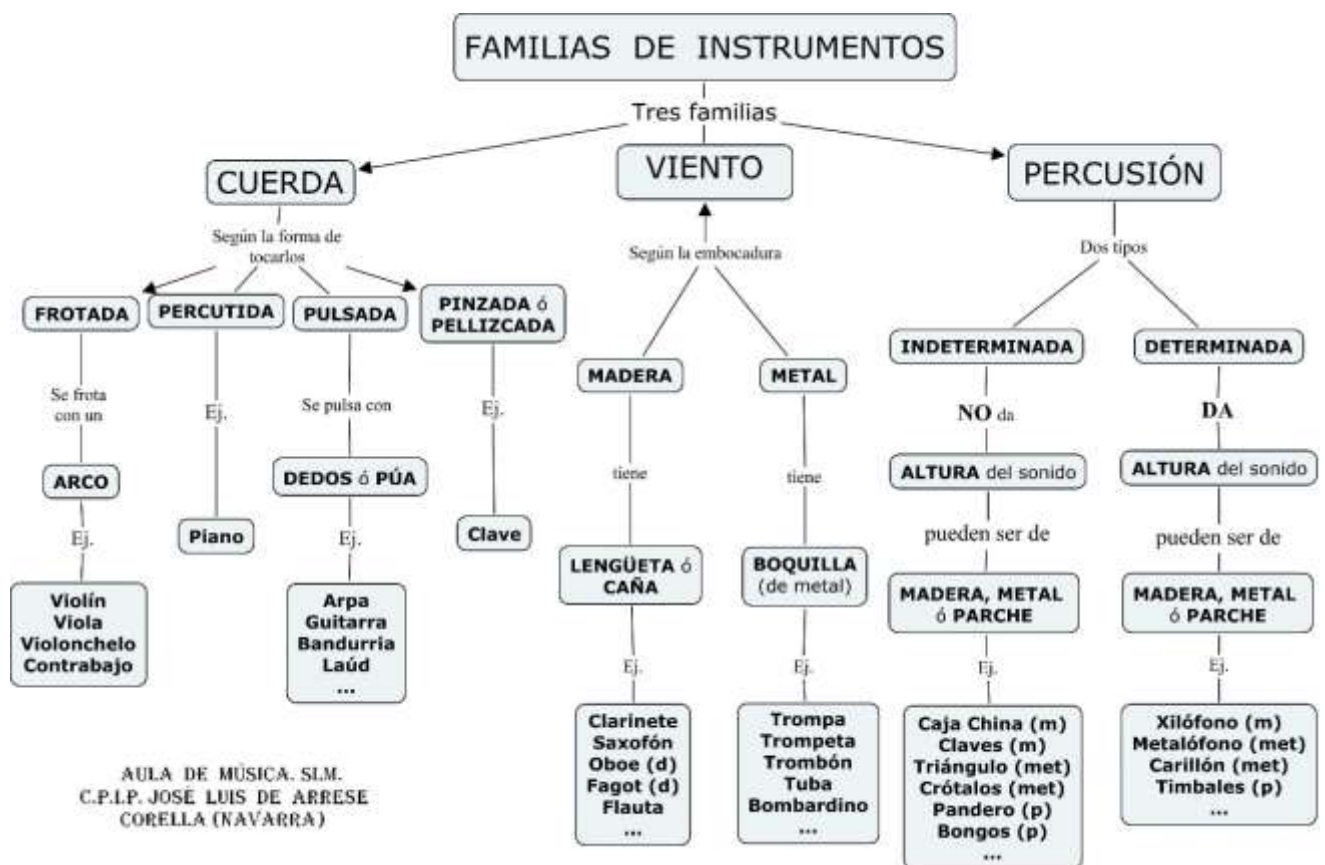 FAMILIAS DE INSTRUMENTOS
Tres familias
CUERDA
Según la forma de
tocarlos
FROTADA
Se frota
con un
ARCO
Ej.
Violín
Viola
Violonchelo
Contrabajo
PERCUTIDA
Ej.
Piano
PULSADA
Se pulsa con
DEDOS ó PÚA
Ej.
Arpa
Guitarra
Bandurria
Laúd
...
PINZADA ó
PELLIZCADA
Ej.
Clave
VIENTO
Según la embocadura
MADERA
tiene
LENGÜETA ó
CAÑA
Ej.
Clarinete
Saxofón
Oboe (d)
Fagot (d)
Flauta
...
METAL
tiene
BOQUILLA
(de metal)
Ej.
Trompa
Trompeta
Trombón
Tuba
Bombardino
...
PERCUSIÓN
Dos tipos
INDETERMINADA
NO da
ALTURA del sonido
pueden ser de
MADERA, METAL
ó PARCHE
Ej.
Caja China (m)
Claves (m)
Triángulo (met)
Crótalos (met)
Pandero (p)
Bongos (p)
...
DETERMINADA
DA
ALTURA del sonido
pueden ser de
MADERA, METAL
ó PARCHE
Ej.
Xilófono (m)
Metalófono (met)
Carillón (met)
Timbales (p)
...
AULA DE MÚSICA. SLM.
C.P.I.P. JOSÉ LUIS DE ARRESE
CORELLA (NAVARRA)